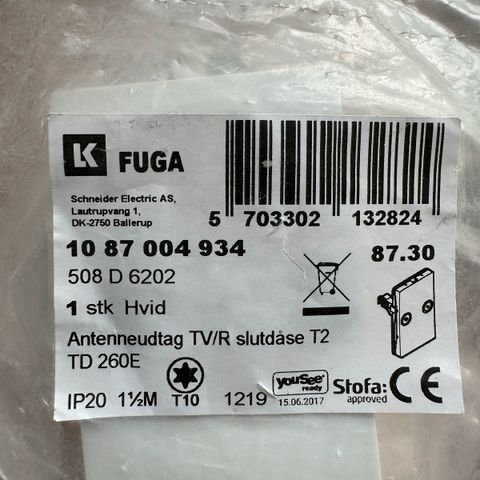 LK FUGA
Schneider Electric AS,
Lautrupvang 1,
DK-2750 Ballerup
5 703302 132824
10 87 004 934
87.30
508 D 6202
1 stk Hvid
Antenneudtag TV/R slutdåse T2
TD 260E
IP20 1½M T10 1219
youSee ready
15.06.2017
Stofa: approved
CE